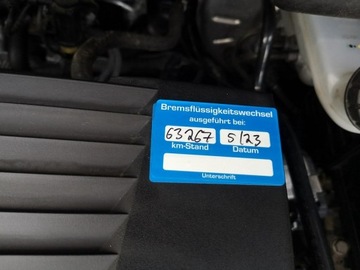 Bremsflüssigkeitswechsel
ausgeführt bei:
63267 5/23
km-Stand Datum
Unterschrift